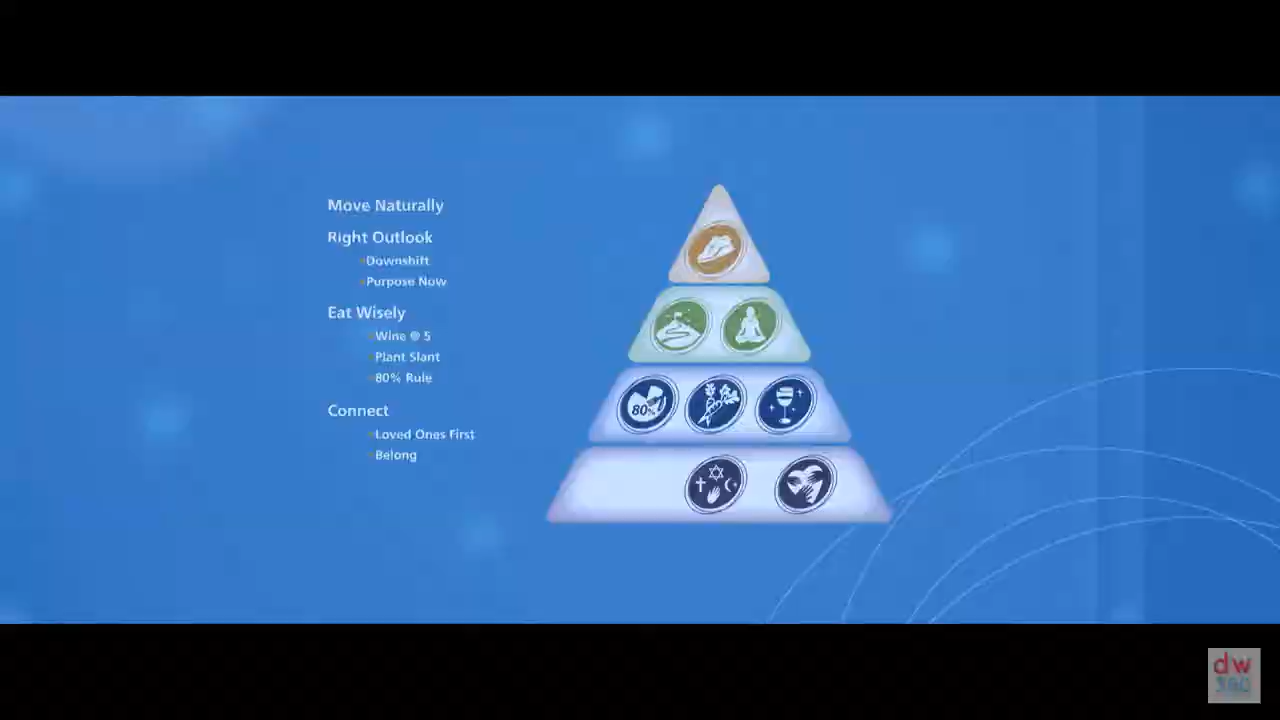 Move Naturally
Right Outlook
Downshift
Purpose Now
Eat Wisely
Wine @ 5
Plant Slant
80% Rule
Connect
Loved Ones First
Belong
80%
dw
360